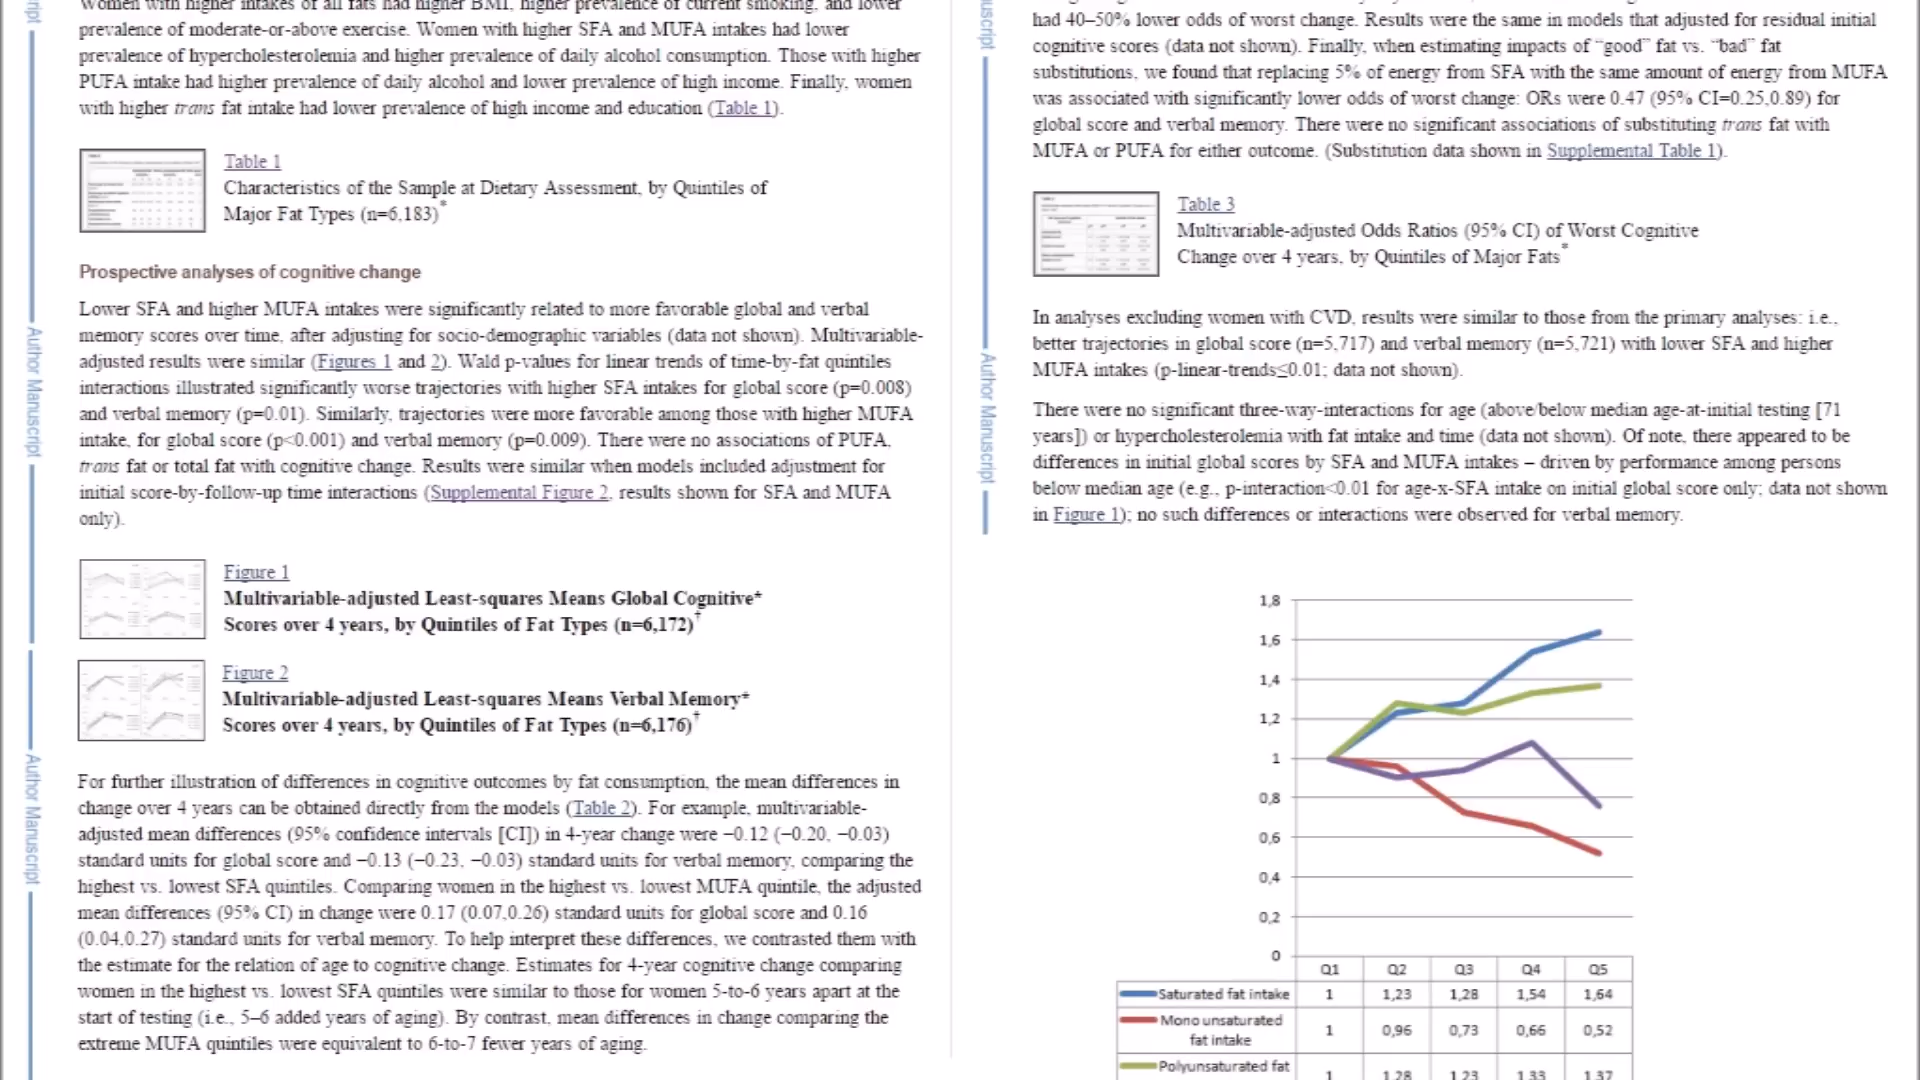 Women with higher intakes of all fats had higher BMI, higher prevalence of current smoking, and lower
prevalence of moderate-or-above exercise. Women with higher SFA and MUFA intakes had lower
prevalence of hypercholesterolemia and higher prevalence of daily alcohol consumption. Those with higher
PUFA intake had higher prevalence of daily alcohol and lower prevalence of high income. Finally, women
with higher trans fat intake had lower prevalence of high income and education (Table 1).
Table 1
Characteristics of the Sample at Dietary Assessment, by Quintiles of
Major Fat Types (n=6,183)*
Prospective analyses of cognitive change
Lower SFA and higher MUFA intakes were significantly related to more favorable global and verbal
memory scores over time, after adjusting for socio-demographic variables (data not shown). Multivariable-
adjusted results were similar (Figures 1 and 2). Wald p-values for linear trends of time-by-fat quintiles
interactions illustrated significantly worse trajectories with higher SFA intakes for global score (p=0.008)
and verbal memory (p=0.01). Similarly, trajectories were more favorable among those with higher MUFA
intake, for global score (p<0.001) and verbal memory (p=0.009). There were no associations of PUFA,
trans fat or total fat with cognitive change. Results were similar when models included adjustment for
initial score-by-follow-up time interactions (Supplemental Figure 2, results shown for SFA and MUFA
only).
Figure 1
Multivariable-adjusted Least-squares Means Global Cognitive*
Scores over 4 years, by Quintiles of Fat Types (n=6,172)†
Figure 2
Multivariable-adjusted Least-squares Means Verbal Memory*
Scores over 4 years, by Quintiles of Fat Types (n=6,176)†
For further illustration of differences in cognitive outcomes by fat consumption, the mean differences in
change over 4 years can be obtained directly from the models (Table 2). For example, multivariable-
adjusted mean differences (95% confidence intervals [CI]) in 4-year change were −0.12 (−0.20, −0.03)
standard units for global score and −0.13 (−0.23, −0.03) standard units for verbal memory, comparing the
highest vs. lowest SFA quintiles. Comparing women in the highest vs. lowest MUFA quintile, the adjusted
mean differences (95% CI) in change were 0.17 (0.07,0.26) standard units for global score and 0.16
(0.04,0.27) standard units for verbal memory. To help interpret these differences, we contrasted them with
the estimate for the relation of age to cognitive change. Estimates for 4-year cognitive change comparing
women in the highest vs. lowest SFA quintiles were similar to those for women 5-to-6 years apart at the
start of testing (i.e., 5–6 added years of aging). By contrast, mean differences in change comparing the
extreme MUFA quintiles were equivalent to 6-to-7 fewer years of aging.
Author Manuscript
Author Manuscript
had 40–50% lower odds of worst change. Results were the same in models that adjusted for residual initial
cognitive scores (data not shown). Finally, when estimating impacts of “good” fat vs. “bad” fat
substitutions, we found that replacing 5% of energy from SFA with the same amount of energy from MUFA
was associated with significantly lower odds of worst change: ORs were 0.47 (95% CI=0.25,0.89) for
global score and verbal memory. There were no significant associations of substituting trans fat with
MUFA or PUFA for either outcome. (Substitution data shown in Supplemental Table 1).
Table 3
Multivariable-adjusted Odds Ratios (95% CI) of Worst Cognitive
Change over 4 years, by Quintiles of Major Fats*
In analyses excluding women with CVD, results were similar to those from the primary analyses: i.e.,
better trajectories in global score (n=5,717) and verbal memory (n=5,721) with lower SFA and higher
MUFA intakes (p-linear-trends≤0.01; data not shown).
There were no significant three-way-interactions for age (above/below median age-at-initial testing [71
years]) or hypercholesterolemia with fat intake and time (data not shown). Of note, there appeared to be
differences in initial global scores by SFA and MUFA intakes – driven by performance among persons
below median age (e.g., p-interaction<0.01 for age-x-SFA intake on initial global score only; data not shown
in Figure 1); no such differences or interactions were observed for verbal memory.
Author Manuscript
1,8
1,6
1,4
1,2
1
0,8
0,6
0,4
0,2
0
Q1 Q2 Q3 Q4 Q5
Saturated fat intake 1 1,23 1,28 1,54 1,64
Mono unsaturated
fat intake 1 0,96 0,73 0,66 0,52
Polyunsaturated fat
1 1,28 1,23 1,33 1,37